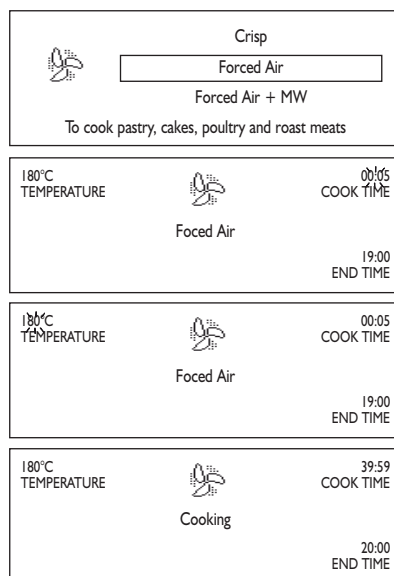 Crisp
Forced Air
Forced Air + MW
To cook pastry, cakes, poultry and roast meats
180°C 00:05
TEMPERATURE COOK TIME
Foced Air
19:00
END TIME
180°C 00:05
TEMPERATURE COOK TIME
Foced Air
19:00
END TIME
180°C 39:59
TEMPERATURE COOK TIME
Cooking
20:00
END TIME